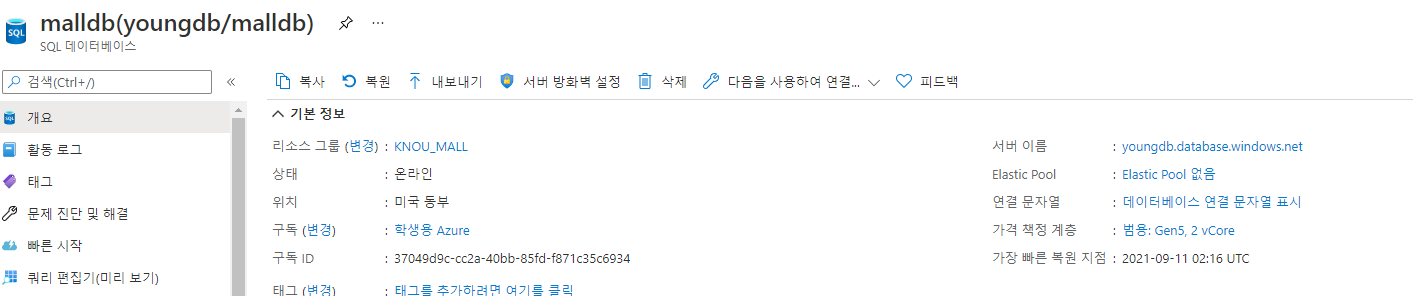 malldb(youngdb/malldb)
SQL 데이터베이스
검색(Ctrl+/)
개요
활동 로그
태그
문제 진단 및 해결
빠른 시작
쿼리 편집기(미리 보기)
복사 복원 내보내기 서버 방화벽 설정 삭제 다음을 사용하여 연결... 피드백
기본 정보
리소스 그룹 (변경) : KNOU_MALL
상태 : 온라인
위치 : 미국 동부
구독 (변경) : 학생용 Azure
구독 ID : 37049d9c-cc2a-40bb-85fd-f871c35c6934
태그 (변경) : 태그를 추가하려면 여기를 클릭
서버 이름 : youngdb.database.windows.net
Elastic Pool : Elastic Pool 없음
연결 문자열 : 데이터베이스 연결 문자열 표시
가격 책정 계층 : 범용: Gen5, 2 vCore
가장 빠른 복원 지점 : 2021-09-11 02:16 UTC